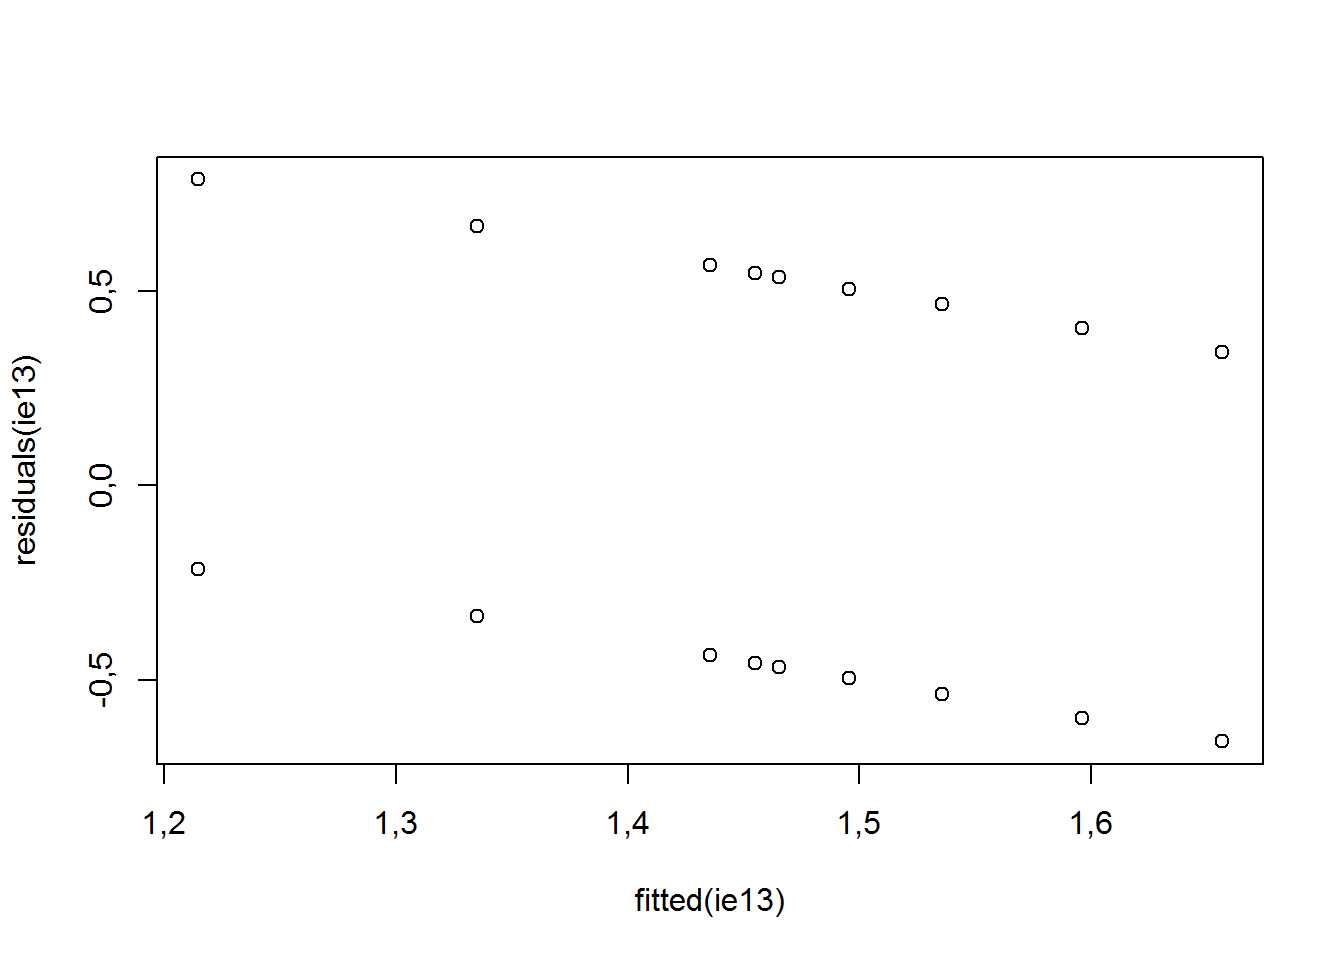 residuals(ie13)
0,5
0,0
-0,5
1,2 1,3 1,4 1,5 1,6
fitted(ie13)